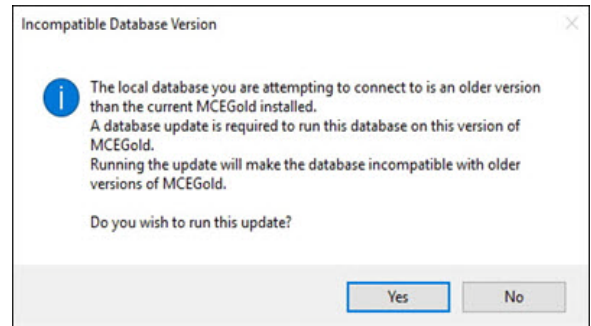 Incompatible Database Version
The local database you are attempting to connect to is an older version
than the current MCEGold installed.
A database update is required to run this database on this version of
MCEGold.
Running the update will make the database incompatible with older
versions of MCEGold.
Do you wish to run this update?
Yes No